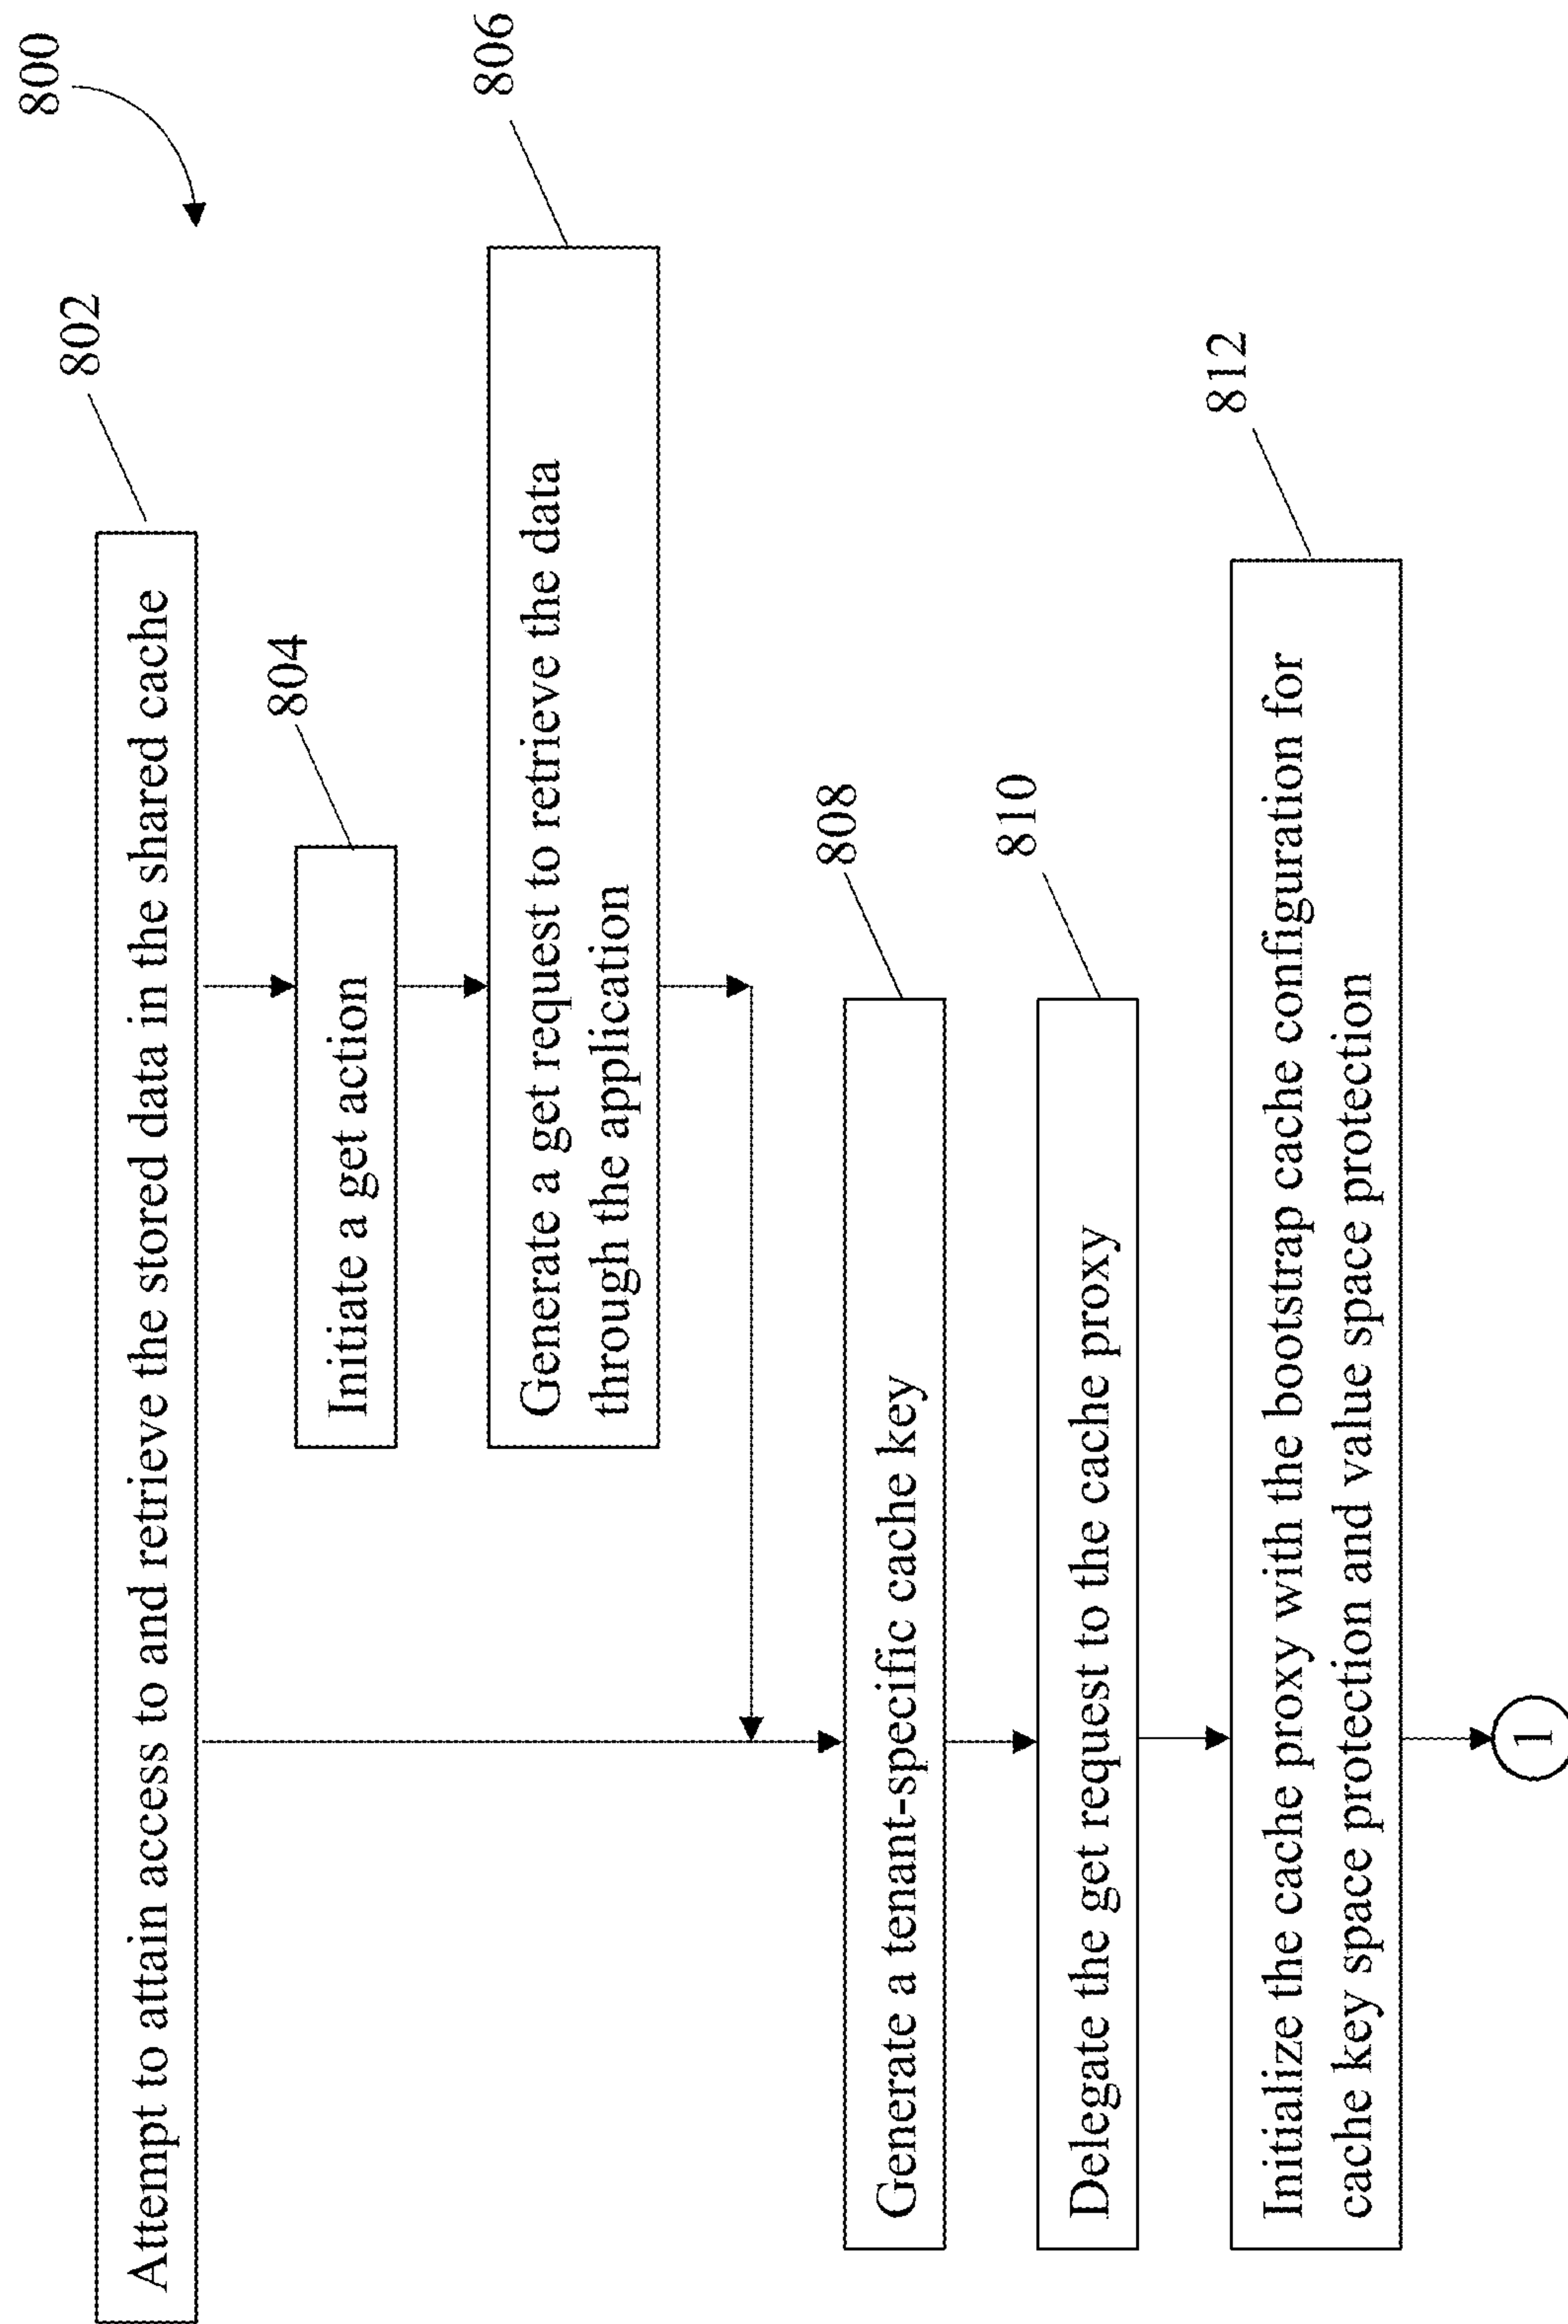 800
802
Attempt to attain access to and retrieve the stored data in the shared cache
804
Initiate a get action
806
Generate a get request to retrieve the data
through the application
808
Generate a tenant-specific cache key
810
Delegate the get request to the cache proxy
812
Initialize the cache proxy with the bootstrap cache configuration for
cache key space protection and value space protection
1